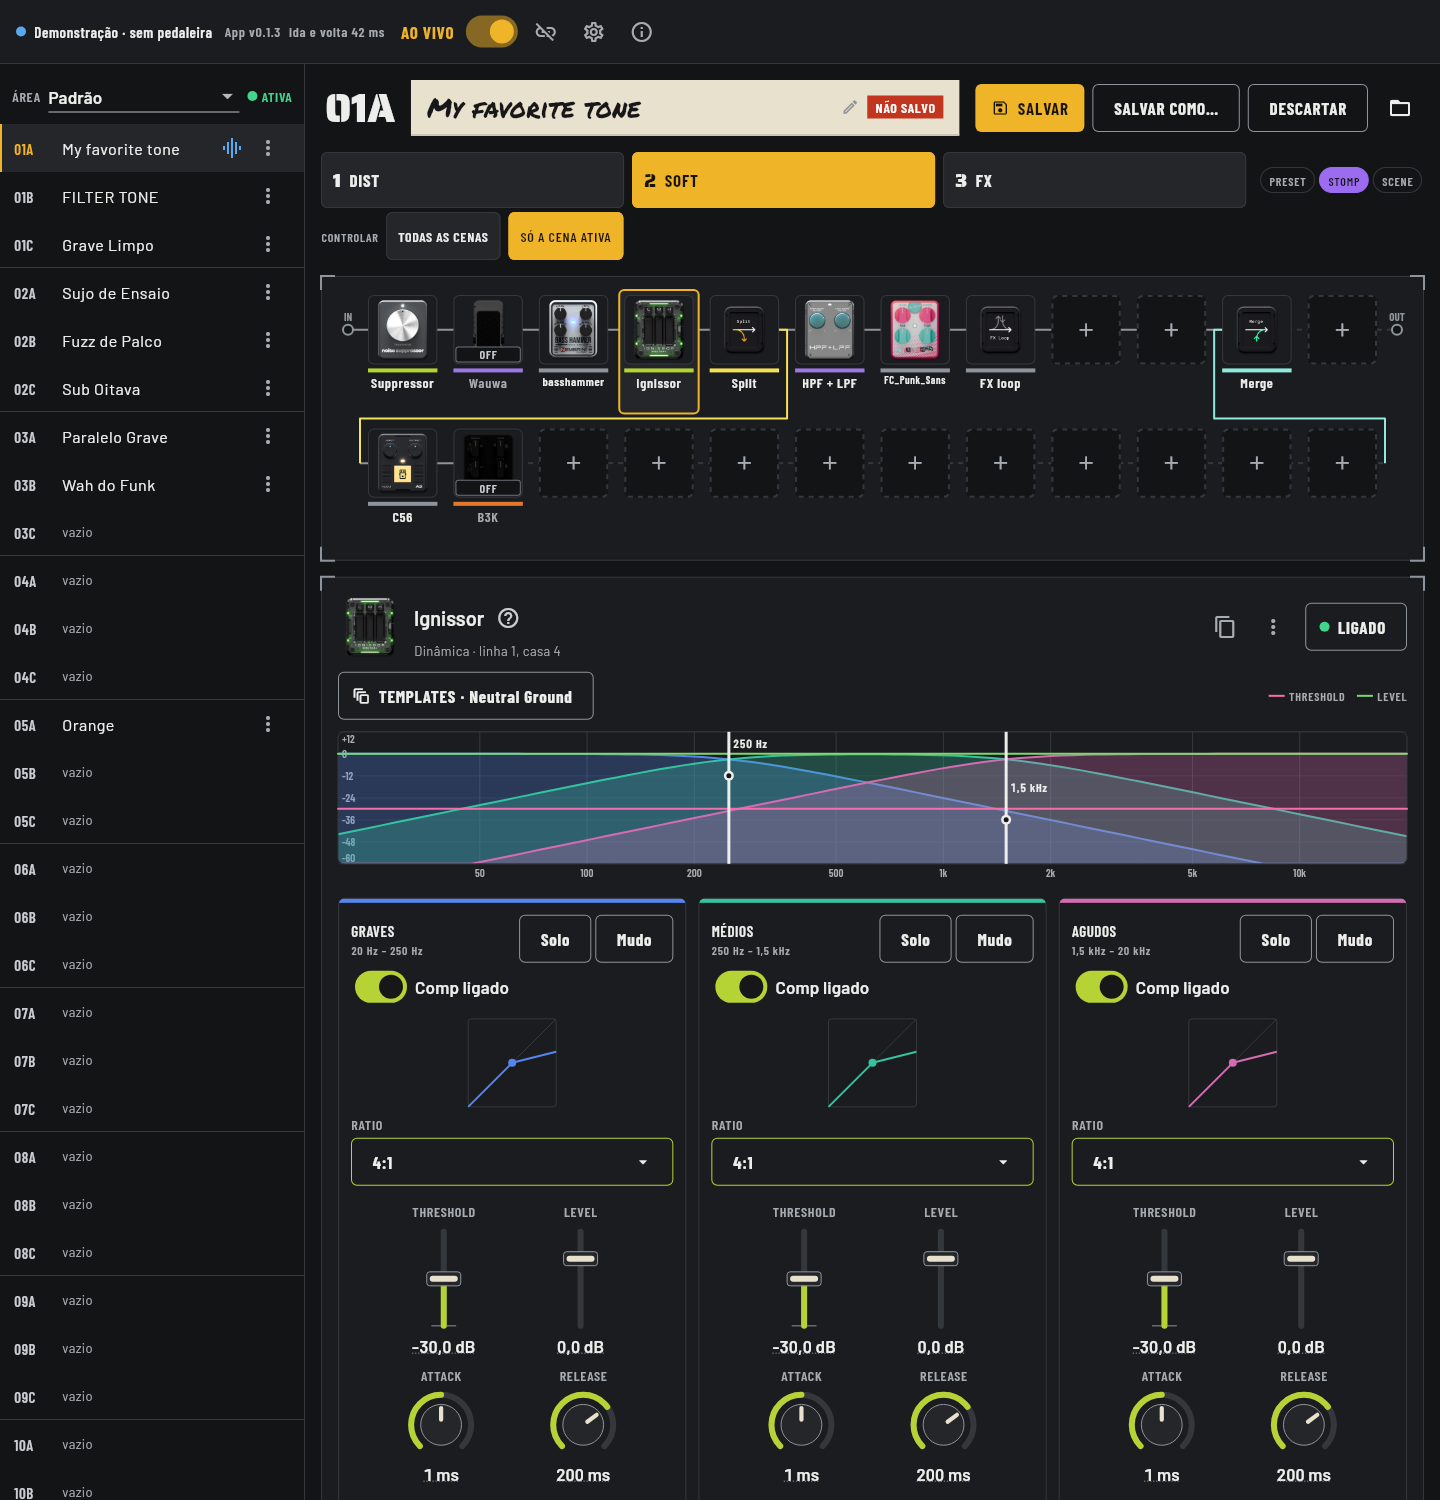 Demonstração · sem pedaleira App v0.1.3 Ida e volta 42 ms AO VIVO
ÁREA Padrão ATIVA
01A My favorite tone
01B FILTER TONE
01C Grave Limpo
02A Sujo de Ensaio
02B Fuzz de Palco
02C Sub Oitava
03A Paralelo Grave
03B Wah do Funk
03C vazio
04A vazio
04B vazio
04C vazio
05A Orange
05B vazio
05C vazio
06A vazio
06B vazio
06C vazio
07A vazio
07B vazio
07C vazio
08A vazio
08B vazio
08C vazio
09A vazio
09B vazio
09C vazio
10A vazio
10B vazio
01A My favorite tone NÃO SALVO SALVAR SALVAR COMO... DESCARTAR
1 DIST 2 SOFT 3 FX PRESET STOMP SCENE
CONTROLAR TODAS AS CENAS SÓ A CENA ATIVA
IN OFF Split FX Loop Merge OUT
Suppressor Wauwa basshammer Ignissor Split HPF + LPF FC_Punk_Sans FX loop Merge
OFF
C56 B3K
Ignissor
Dinâmica · linha 1, casa 4
LIGADO
TEMPLATES · Neutral Ground THRESHOLD LEVEL
+12
0
-12
-24
-36
-48
-60
250 Hz
1,5 kHz
50 100 200 500 1k 2k 5k 10k
GRAVES Solo Mudo
20 Hz – 250 Hz
Comp ligado
RATIO
4:1
THRESHOLD LEVEL
-30,0 dB 0,0 dB
ATTACK RELEASE
1 ms 200 ms
MÉDIOS Solo Mudo
250 Hz – 1,5 kHz
Comp ligado
RATIO
4:1
THRESHOLD LEVEL
-30,0 dB 0,0 dB
ATTACK RELEASE
1 ms 200 ms
AGUDOS Solo Mudo
1,5 kHz – 20 kHz
Comp ligado
RATIO
4:1
THRESHOLD LEVEL
-30,0 dB 0,0 dB
ATTACK RELEASE
1 ms 200 ms